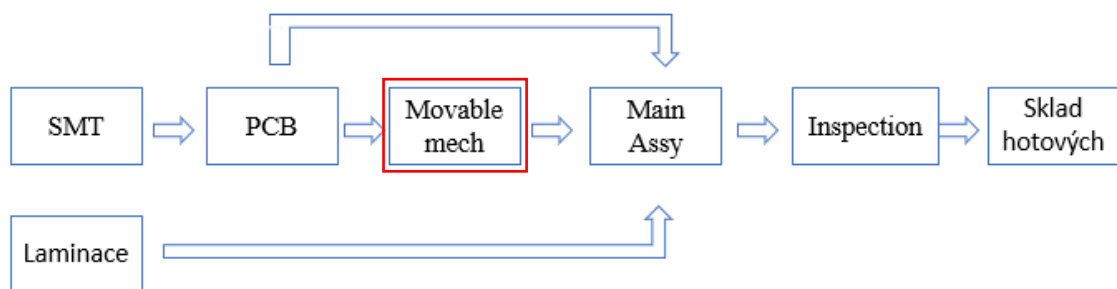 SMT
PCB
Movable
mech
Main
Assy
Inspection
Sklad
hotových
Laminace